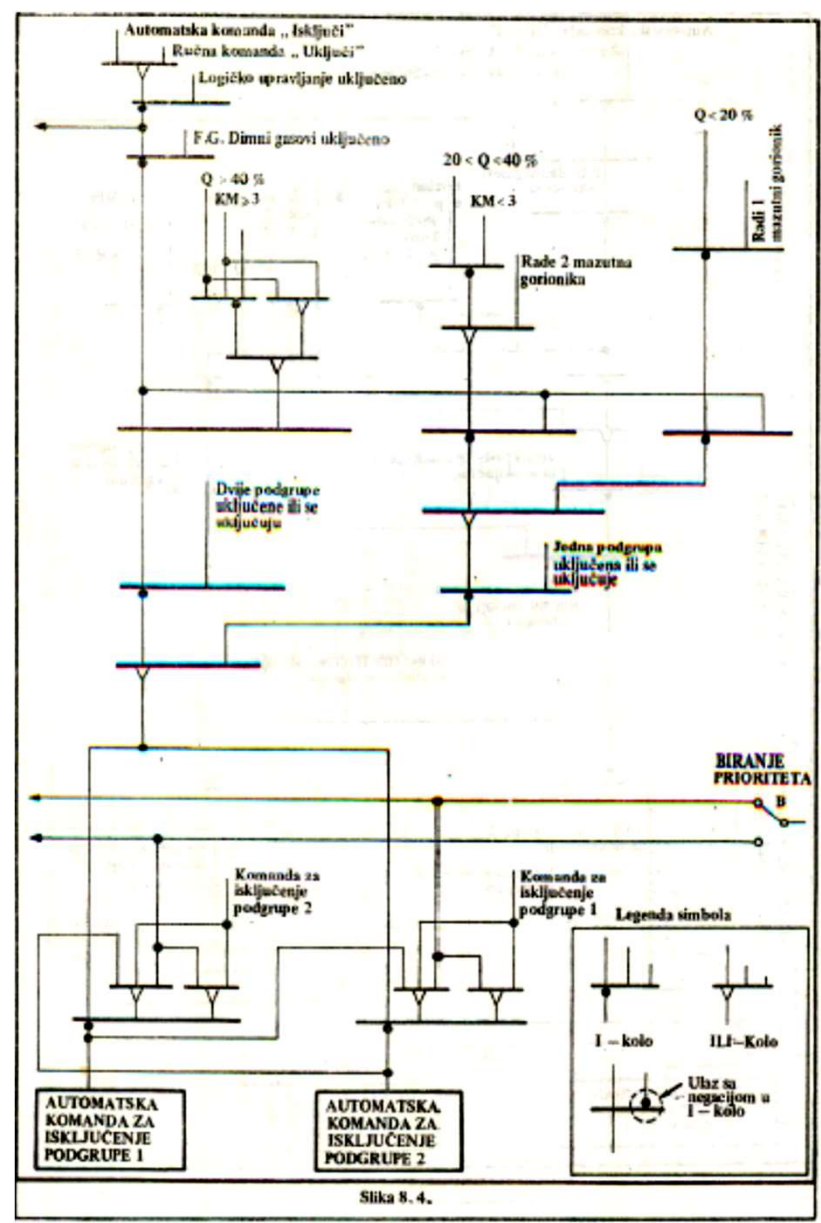 Automatska komanda „ Isključi”
Ručna komanda „ Uključi”
Logičko upravljanje uključeno
F.G. Dimni gasovi uključeno
Q > 40 %
KM ≥ 3
20 < Q < 40 %
KM < 3
Q < 20 %
Radi 1
mazutni gorionik
Rade 2 mazutna
gorionika
Dvije podgrupe
uključene ili se
uključuju
Jedna podgrupa
uključena ili se
uključuje
BIRANJE
PRIORITETA
B
Komanda za
isključenje
podgrupe 2
Komanda za
isključenje
podgrupe 1
Legenda simbola
I – kolo
ILI–Kolo
Ulaz sa
negacijom u
I – kolo
AUTOMATSKA
KOMANDA ZA
ISKLJUČENJE
PODGRUPE 1
AUTOMATSKA
KOMANDA ZA
ISKLJUČENJE
PODGRUPE 2
Slika 8. 4.